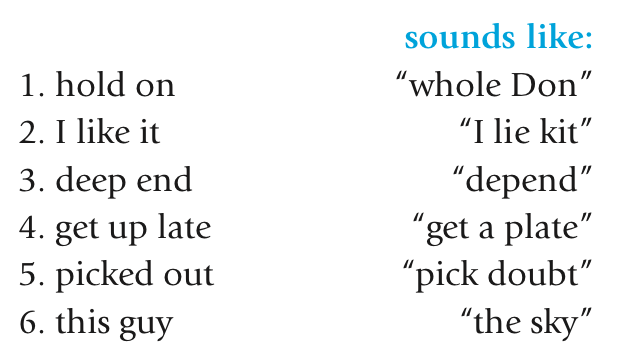 sounds like:
1. hold on “whole Don”
2. I like it “I lie kit”
3. deep end “depend”
4. get up late “get a plate”
5. picked out “pick doubt”
6. this guy “the sky”